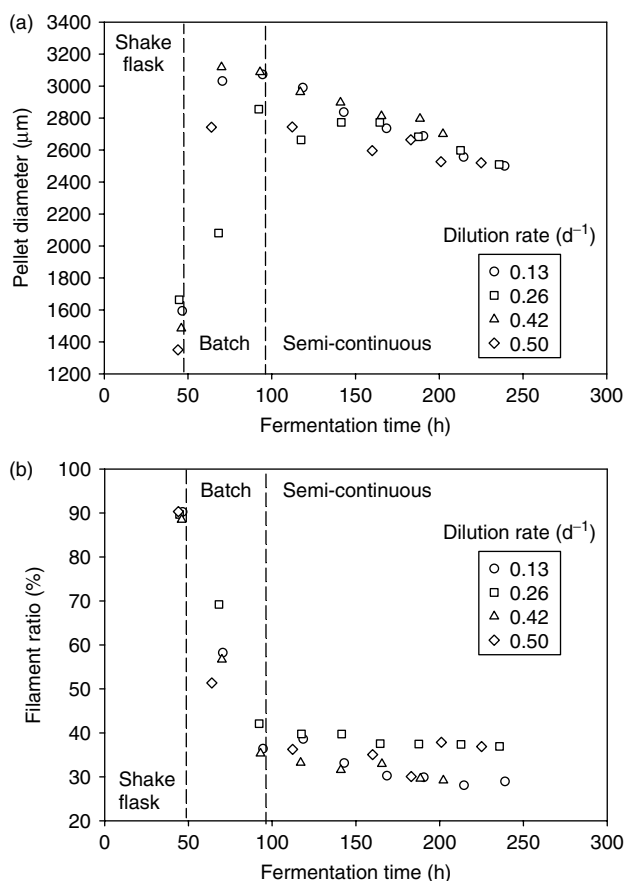 (a)
3400
3200
3000
2800
2600
2400
2200
2000
1800
1600
1400
1200
Pellet diameter (μm)
Shake
flask
Batch
Semi-continuous
Dilution rate (d⁻¹)
0.13
0.26
0.42
0.50
0
50
100
150
200
250
300
Fermentation time (h)
(b)
100
90
80
70
60
50
40
30
20
Filament ratio (%)
Batch
Semi-continuous
Dilution rate (d⁻¹)
0.13
0.26
0.42
0.50
Shake
flask
0
50
100
150
200
250
300
Fermentation time (h)